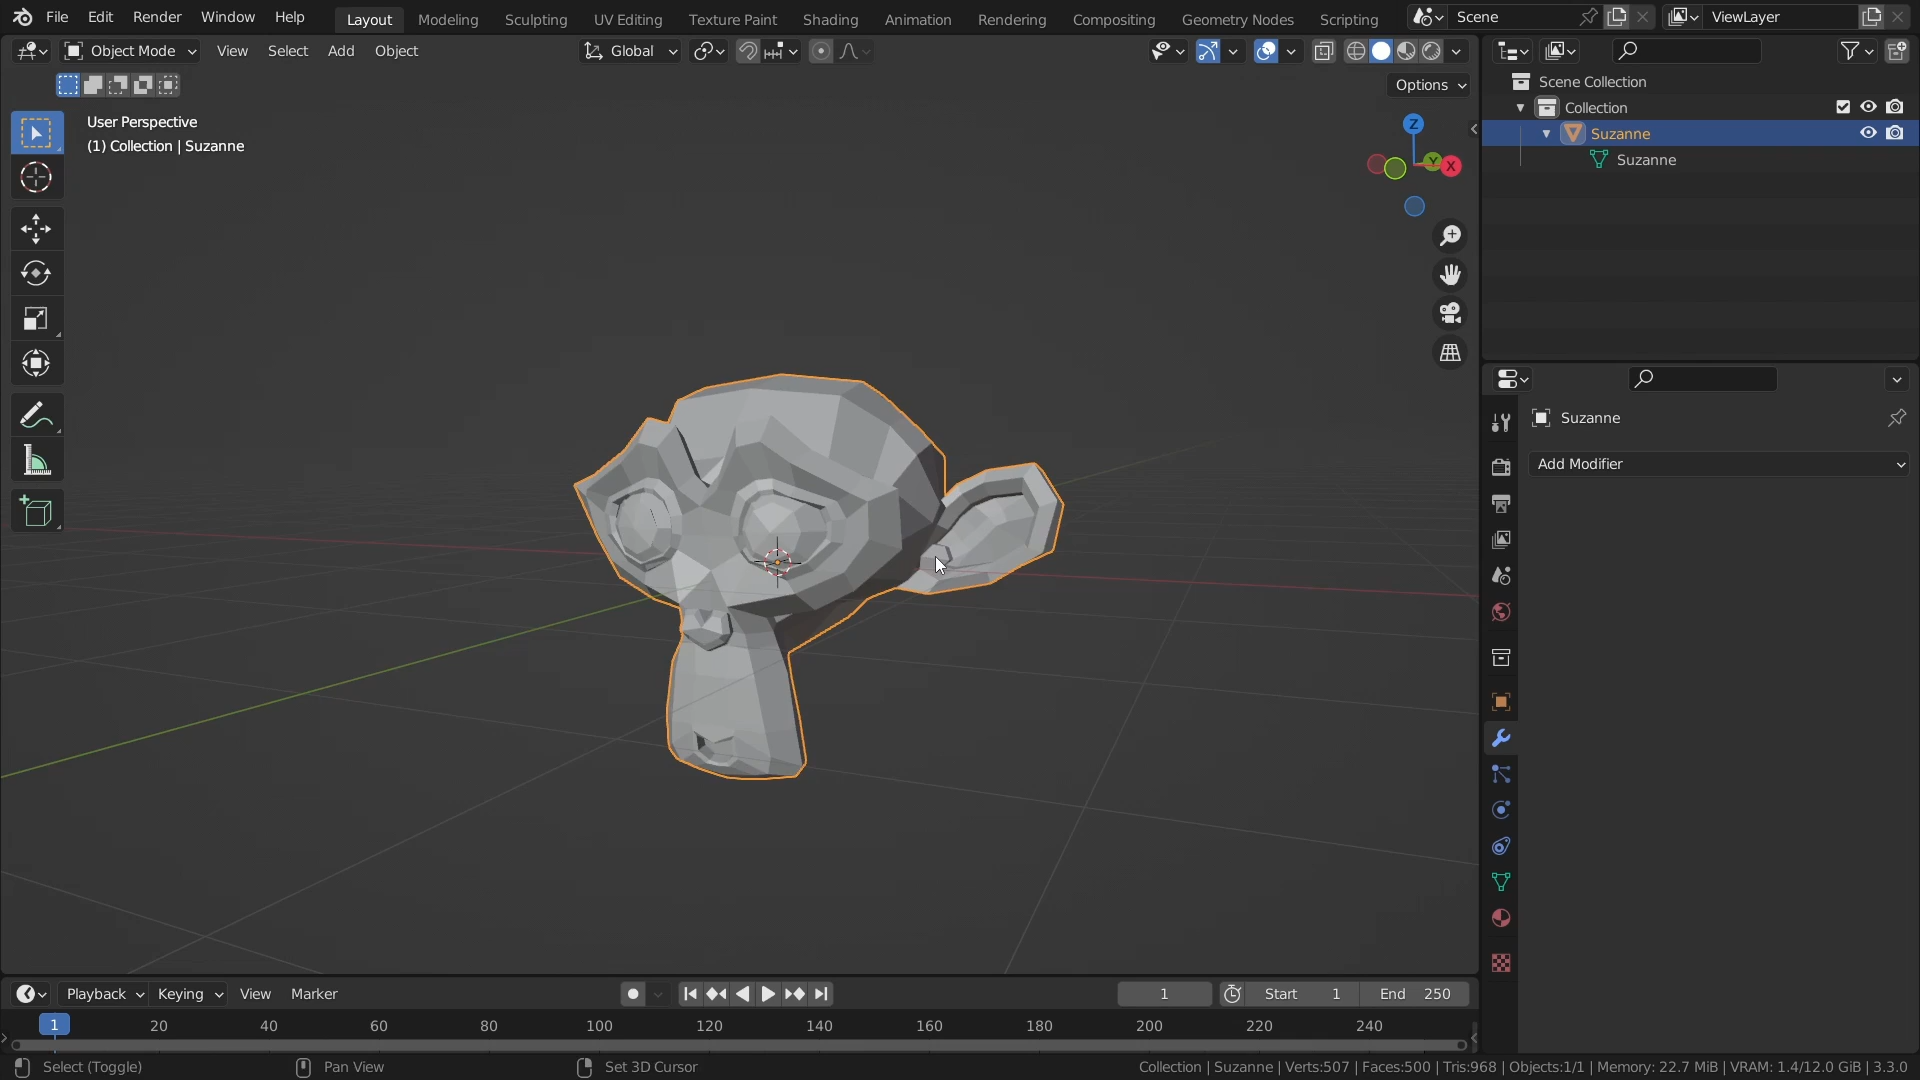 File Edit Render Window Help Layout Modeling Sculpting UV Editing Texture Paint Shading Animation Rendering Compositing Geometry Nodes Scripting Scene ViewLayer
Object Mode View Select Add Object Global
Options
User Perspective
(1) Collection | Suzanne
Z
Y X
Scene Collection
Collection
Suzanne
Suzanne
Suzanne
Add Modifier
Playback Keying View Marker 1 Start 1 End 250
1 20 40 60 80 100 120 140 160 180 200 220 240
Select (Toggle) Pan View Set 3D Cursor Collection | Suzanne | Verts:507 | Faces:500 | Tris:968 | Objects:1/1 | Memory: 22.7 MiB | VRAM: 1.4/12.0 GiB | 3.3.0